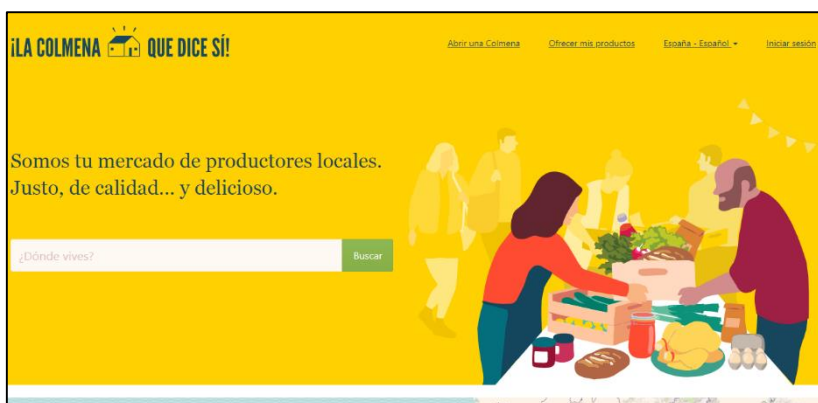 ¡LA COLMENA QUE DICE SÍ!
Abrir una Colmena Ofrecer mis productos España - Español Iniciar sesión
Somos tu mercado de productores locales.
Justo, de calidad... y delicioso.
¿Dónde vives? Buscar